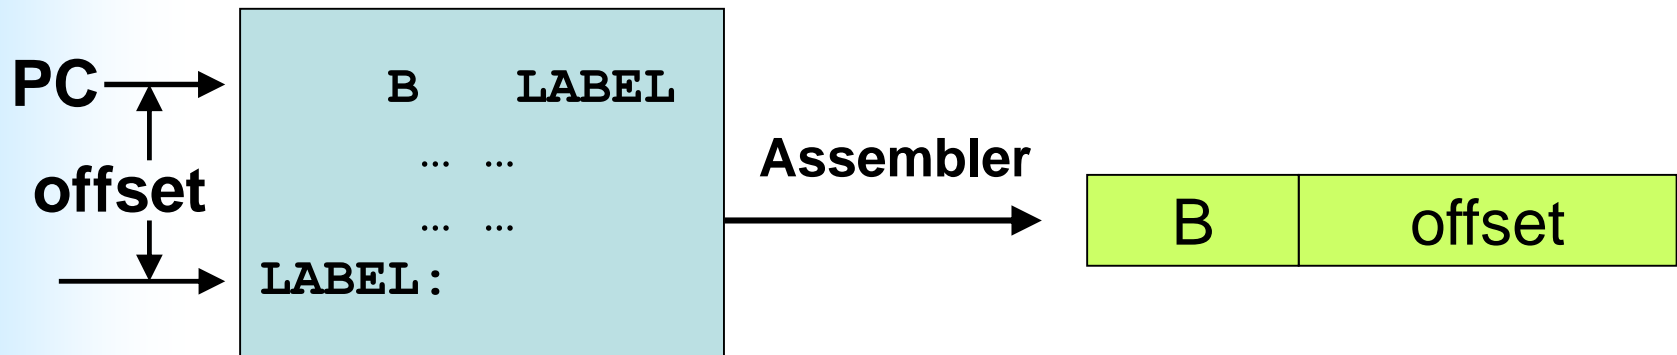 PC
offset
B LABEL
… …
… …
LABEL:
Assembler
B offset